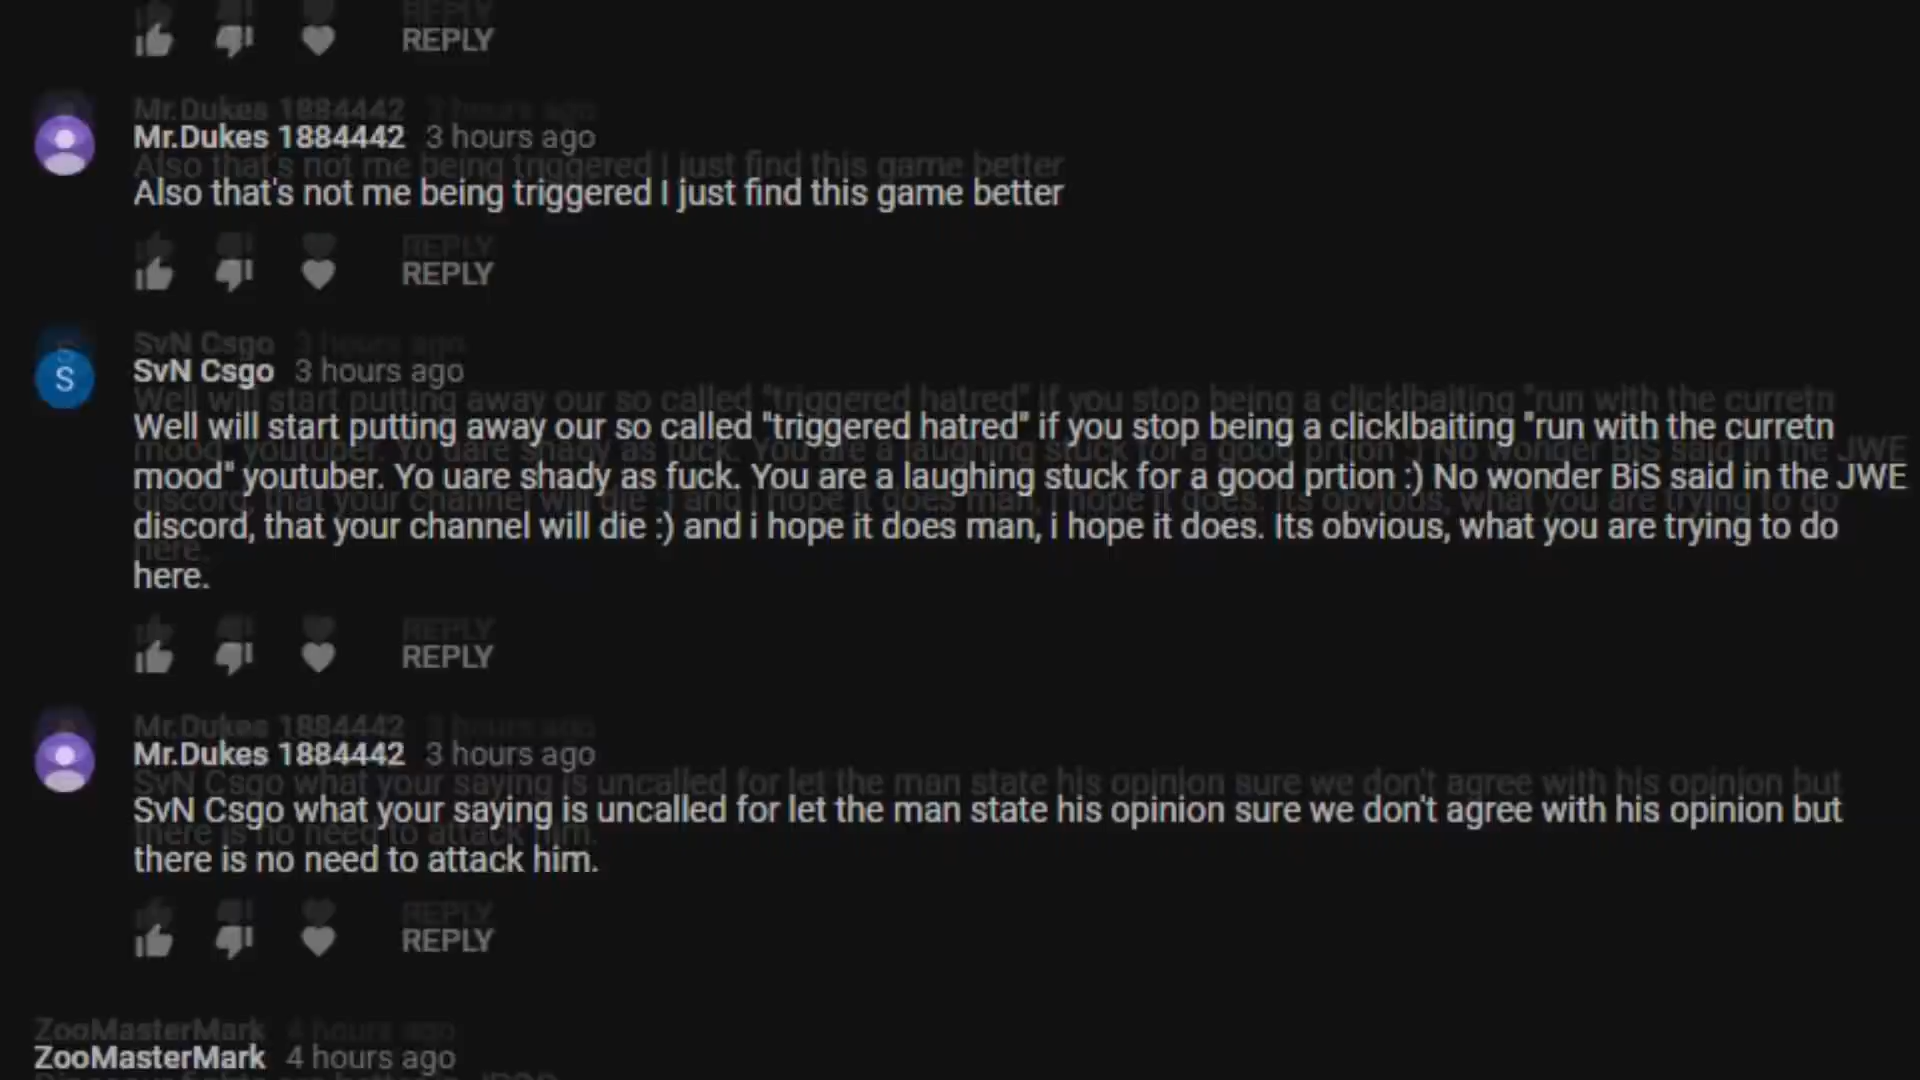 REPLY
Mr.Dukes 1884442 3 hours ago
Also that's not me being triggered I just find this game better
REPLY
S
SvN Csgo 3 hours ago
Well will start putting away our so called "triggered hatred" if you stop being a clicklbaiting "run with the curretn
mood" youtuber. Yo uare shady as fuck. You are a laughing stuck for a good prtion :) No wonder BiS said in the JWE
discord, that your channel will die :) and i hope it does man, i hope it does. Its obvious, what you are trying to do
here.
REPLY
Mr.Dukes 1884442 3 hours ago
SvN Csgo what your saying is uncalled for let the man state his opinion sure we don't agree with his opinion but
there is no need to attack him.
REPLY
ZooMasterMark 4 hours ago